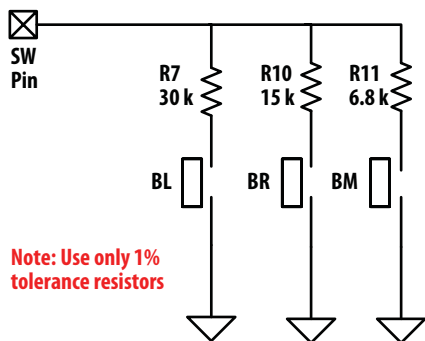 SW
Pin
R7
30 k
R10
15 k
R11
6.8 k
BL
BR
BM
Note: Use only 1%
tolerance resistors